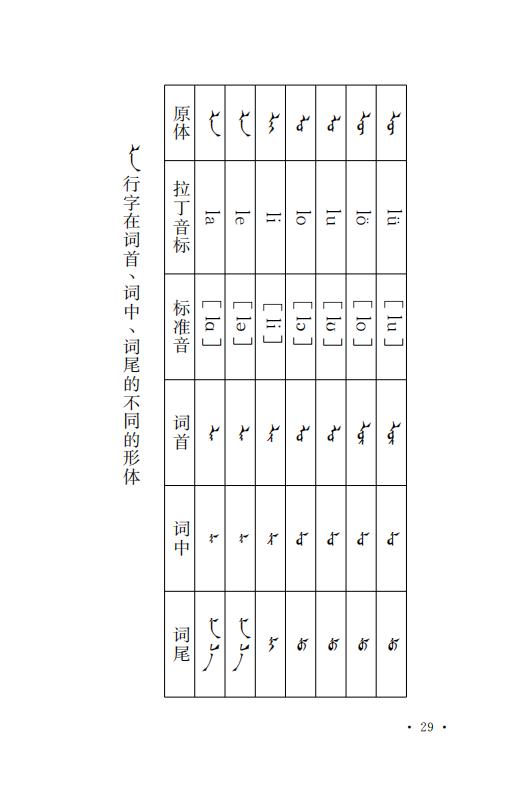 ᠯᠠ行字在词首、词中、词尾的不同的形体
原体 拉丁音标 标准音 词首 词中 词尾
ᠯᠠ la [lɑ] ᠯᠠ‍ ‍ᠯᠠ‍ ‍ᠯᠠ ‍ᠯ᠎ᠠ
ᠯᠡ le [lə] ᠯᠡ‍ ‍ᠯᠡ‍ ‍ᠯᠡ ‍ᠯ᠎ᠡ
ᠯᠢ li [li] ᠯᠢ‍ ‍ᠯᠢ‍ ‍ᠯᠢ
ᠯᠣ lo [lɔ] ᠯᠣ‍ ‍ᠯᠣ‍ ‍ᠯᠣ
ᠯᠤ lu [lʊ] ᠯᠤ‍ ‍ᠯᠤ‍ ‍ᠯᠤ
ᠯᠥ lö [lo] ᠯᠥ‍ ‍ᠯᠥ‍ ‍ᠯᠥ
ᠯᠦ lü [lu] ᠯᠦ‍ ‍ᠯᠦ‍ ‍ᠯᠦ
· 29 ·